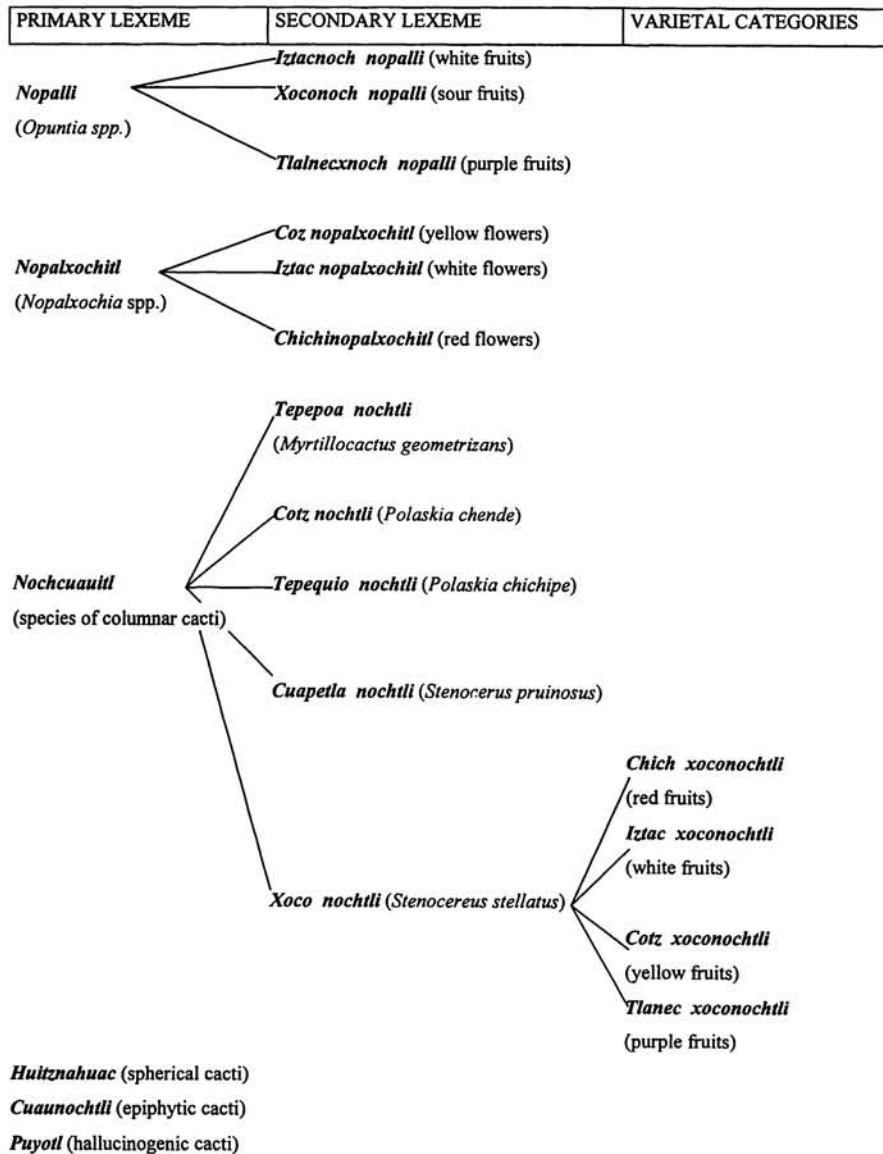 PRIMARY LEXEME SECONDARY LEXEME VARIETAL CATEGORIES
Iztacnoch nopalli (white fruits)
Nopalli Xoconoch nopalli (sour fruits)
(Opuntia spp.)
Tlalnecxnoch nopalli (purple fruits)
Coz nopalxochitl (yellow flowers)
Nopalxochitl Iztac nopalxochitl (white flowers)
(Nopalxochia spp.)
Chichinopalxochitl (red flowers)
Tepepoa nochtli
(Myrtillocactus geometrizans)
Cotz nochtli (Polaskia chende)
Nochcuauitl Tepequio nochtli (Polaskia chichipe)
(species of columnar cacti)
Cuapetla nochtli (Stenocerus pruinosus)
Chich xoconochtli
(red fruits)
Iztac xoconochtli
(white fruits)
Xoco nochtli (Stenocereus stellatus)
Cotz xoconochtli
(yellow fruits)
Tlanec xoconochtli
(purple fruits)
Huitznahuac (spherical cacti)
Cuaunochtli (epiphytic cacti)
Puyotl (hallucinogenic cacti)